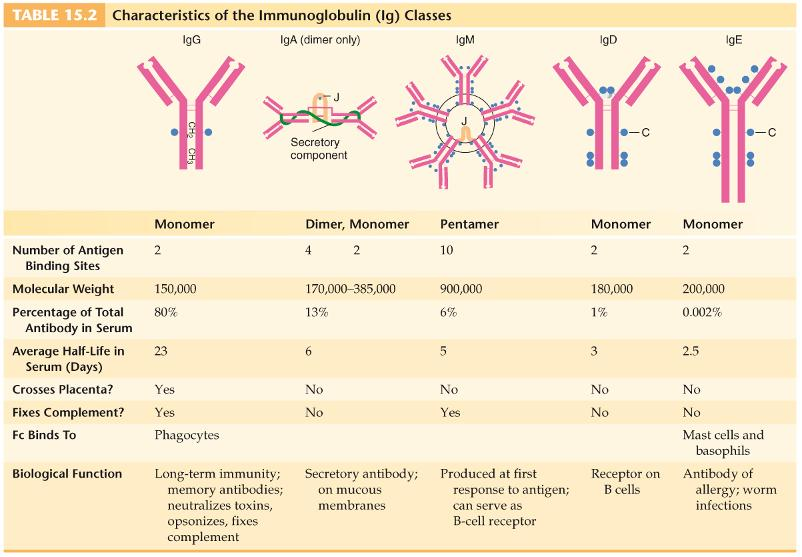 TABLE 15.2 Characteristics of the Immunoglobulin (Ig) Classes
IgG IgA (dimer only) IgM IgD IgE
J
Secretory
component
CH2 CH3
J
C
C
Monomer Dimer, Monomer Pentamer Monomer Monomer
Number of Antigen 2 4 2 10 2 2
Binding Sites
Molecular Weight 150,000 170,000–385,000 900,000 180,000 200,000
Percentage of Total 80% 13% 6% 1% 0.002%
Antibody in Serum
Average Half-Life in 23 6 5 3 2.5
Serum (Days)
Crosses Placenta? Yes No No No No
Fixes Complement? Yes No Yes No No
Fc Binds To Phagocytes Mast cells and
basophils
Biological Function Long-term immunity; Secretory antibody; Produced at first Receptor on Antibody of
memory antibodies; on mucous response to antigen; B cells allergy; worm
neutralizes toxins, membranes can serve as infections
opsonizes, fixes B-cell receptor
complement